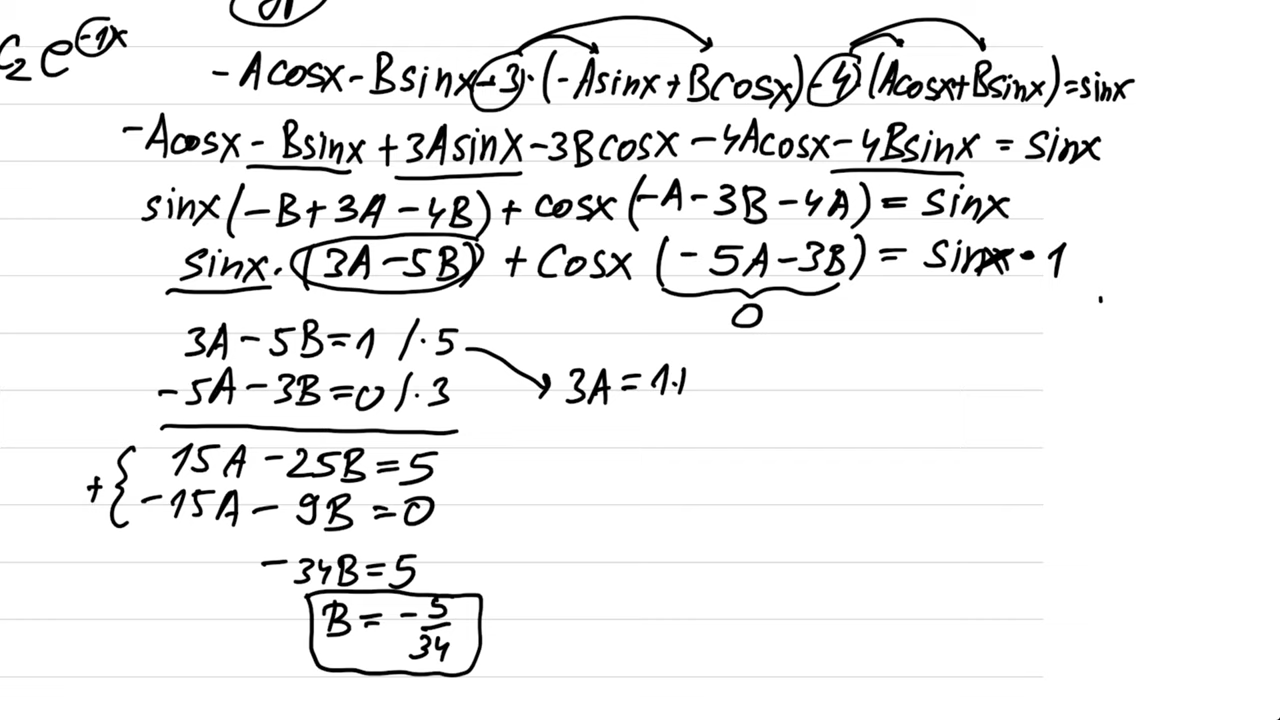 C₂ e^(-1x)
-Acosx - Bsinx - 3·(-Asinx + Bcosx) - 4·(Acosx+Bsinx)=sinx
-Acosx - Bsinx + 3Asinx - 3Bcosx - 4Acosx - 4Bsinx = sinx
sinx(-B + 3A - 4B) + cosx(-A - 3B - 4A) = sinx
sinx·(3A - 5B) + Cosx (-5A - 3B) = sinx·1
0
3A - 5B = 1 /·5
-5A - 3B = 0 /·3
3A = 1+
15A - 25B = 5
+{
-15A - 9B = 0
-34B = 5
B = -5/34